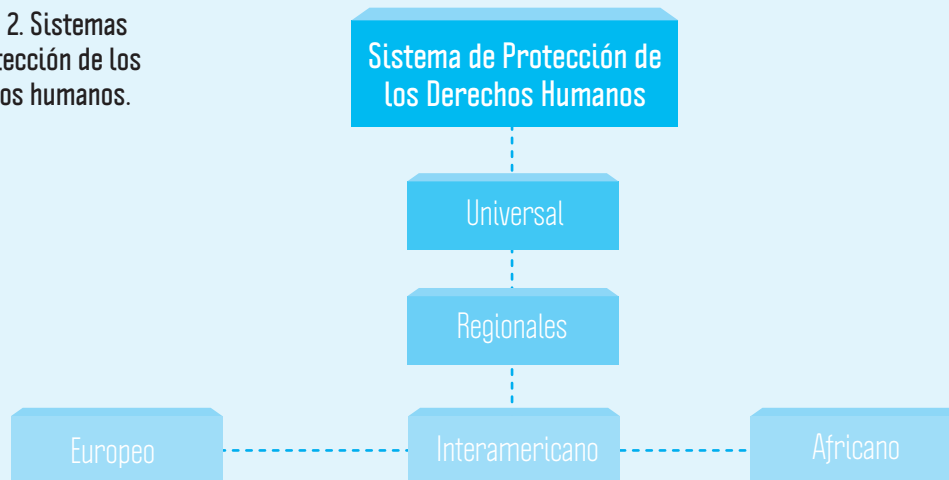 2. Sistemas
tección de los
os humanos.
Sistema de Protección de
los Derechos Humanos
Universal
Regionales
Europeo
Interamericano
Africano